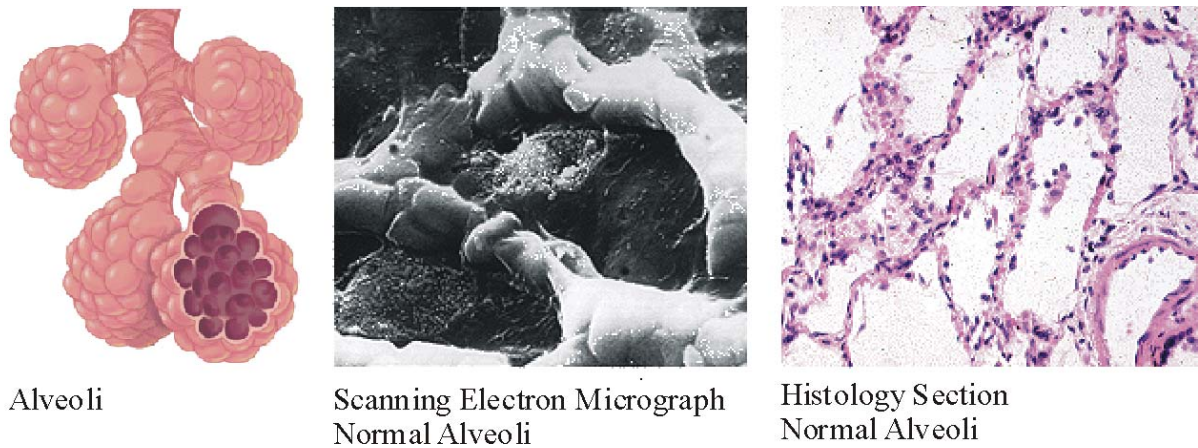 Alveoli
Scanning Electron Micrograph
Normal Alveoli
Histology Section
Normal Alveoli